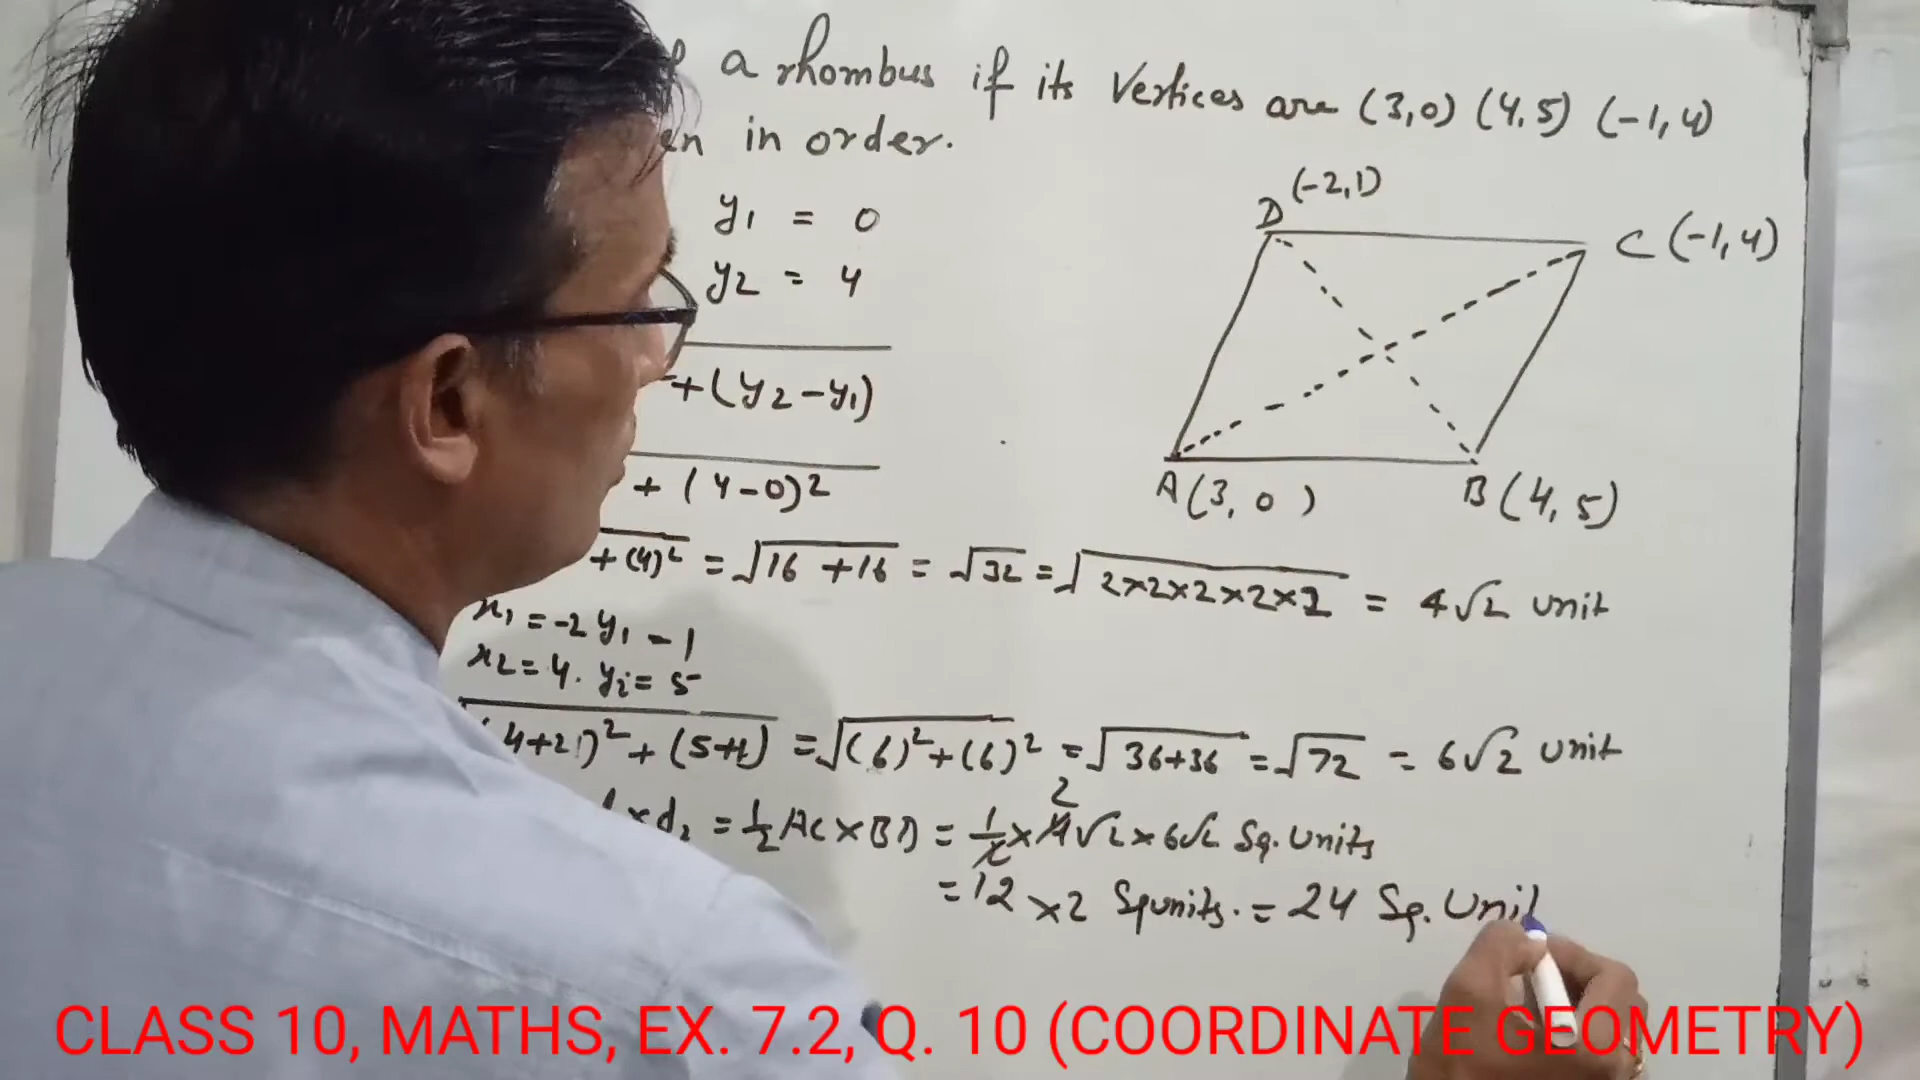 a rhombus if its Vertices are (3,0) (4,5) (-1,4)
en in order.
y1 = 0
y2 = 4
D (-2,1)
C (-1,4)
+(y2-y1)
+ (4-0)²
A (3, 0 )
B (4, 5)
+(4)² = √16 +16 = √32 = √2×2×2×2×2 = 4√2 unit
x1 = -2 y1 - 1
x2 = 4. y2 = 5
4+2)² + (5+1) = √(6)²+(6)² = √36+36 = √72 = 6√2 unit
×d2 = 1/2 AC × BD = 1/2 × 4√2 × 6√2 Sq. Units
2
= 12 ×2 Sq units. = 24 Sq. Unit
CLASS 10, MATHS, EX. 7.2, Q. 10 (COORDINATE GEOMETRY)